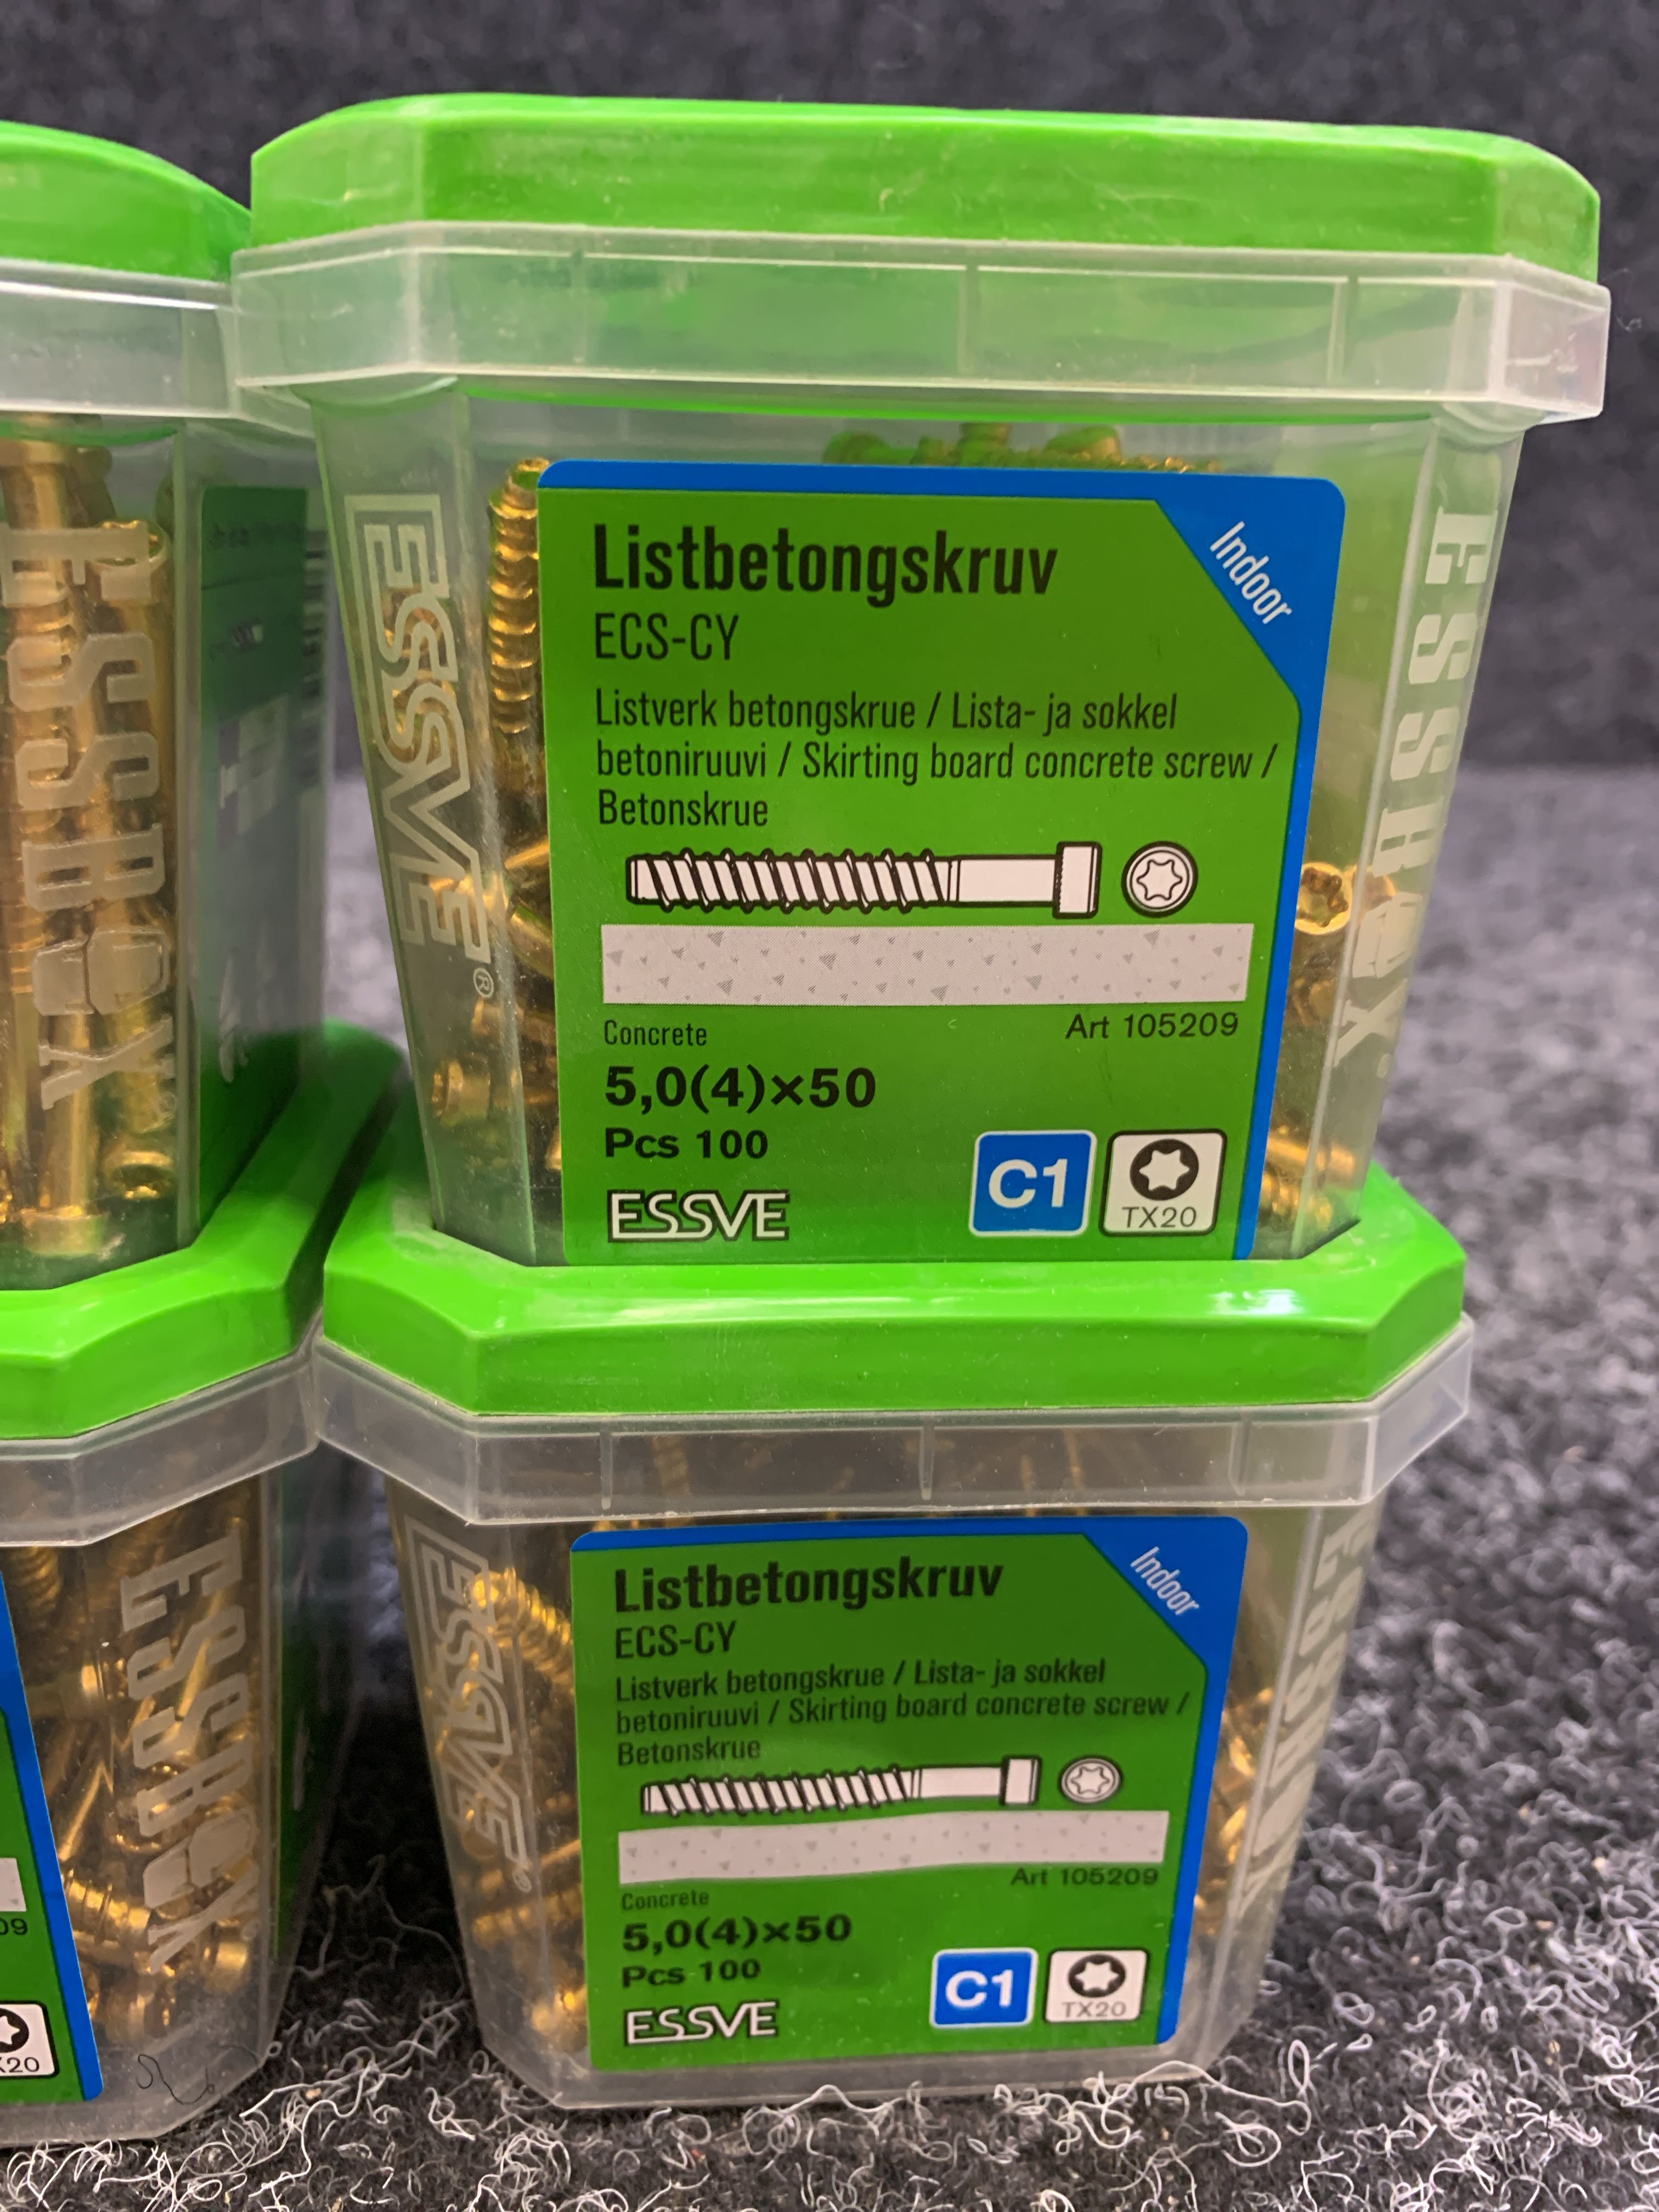 Listbetongskruv
Indoor
ECS-CY
Listverk betongskrue / Lista- ja sokkel
betoniruuvi / Skirting board concrete screw /
Betonskrue
Concrete
Art 105209
5,0(4)×50
Pcs 100
ESSVE
C1
TX20
ESSVE®
ESSBOX
ESSBOX
Listbetongskruv
Indoor
ECS-CY
Listverk betongskrue / Lista- ja sokkel
betoniruuvi / Skirting board concrete screw /
Betonskrue
Art 105209
Concrete
5,0(4)×50
Pcs 100
ESSVE
C1
TX20
ESSVE®
ESSBOX
ESSBOX
09
X20